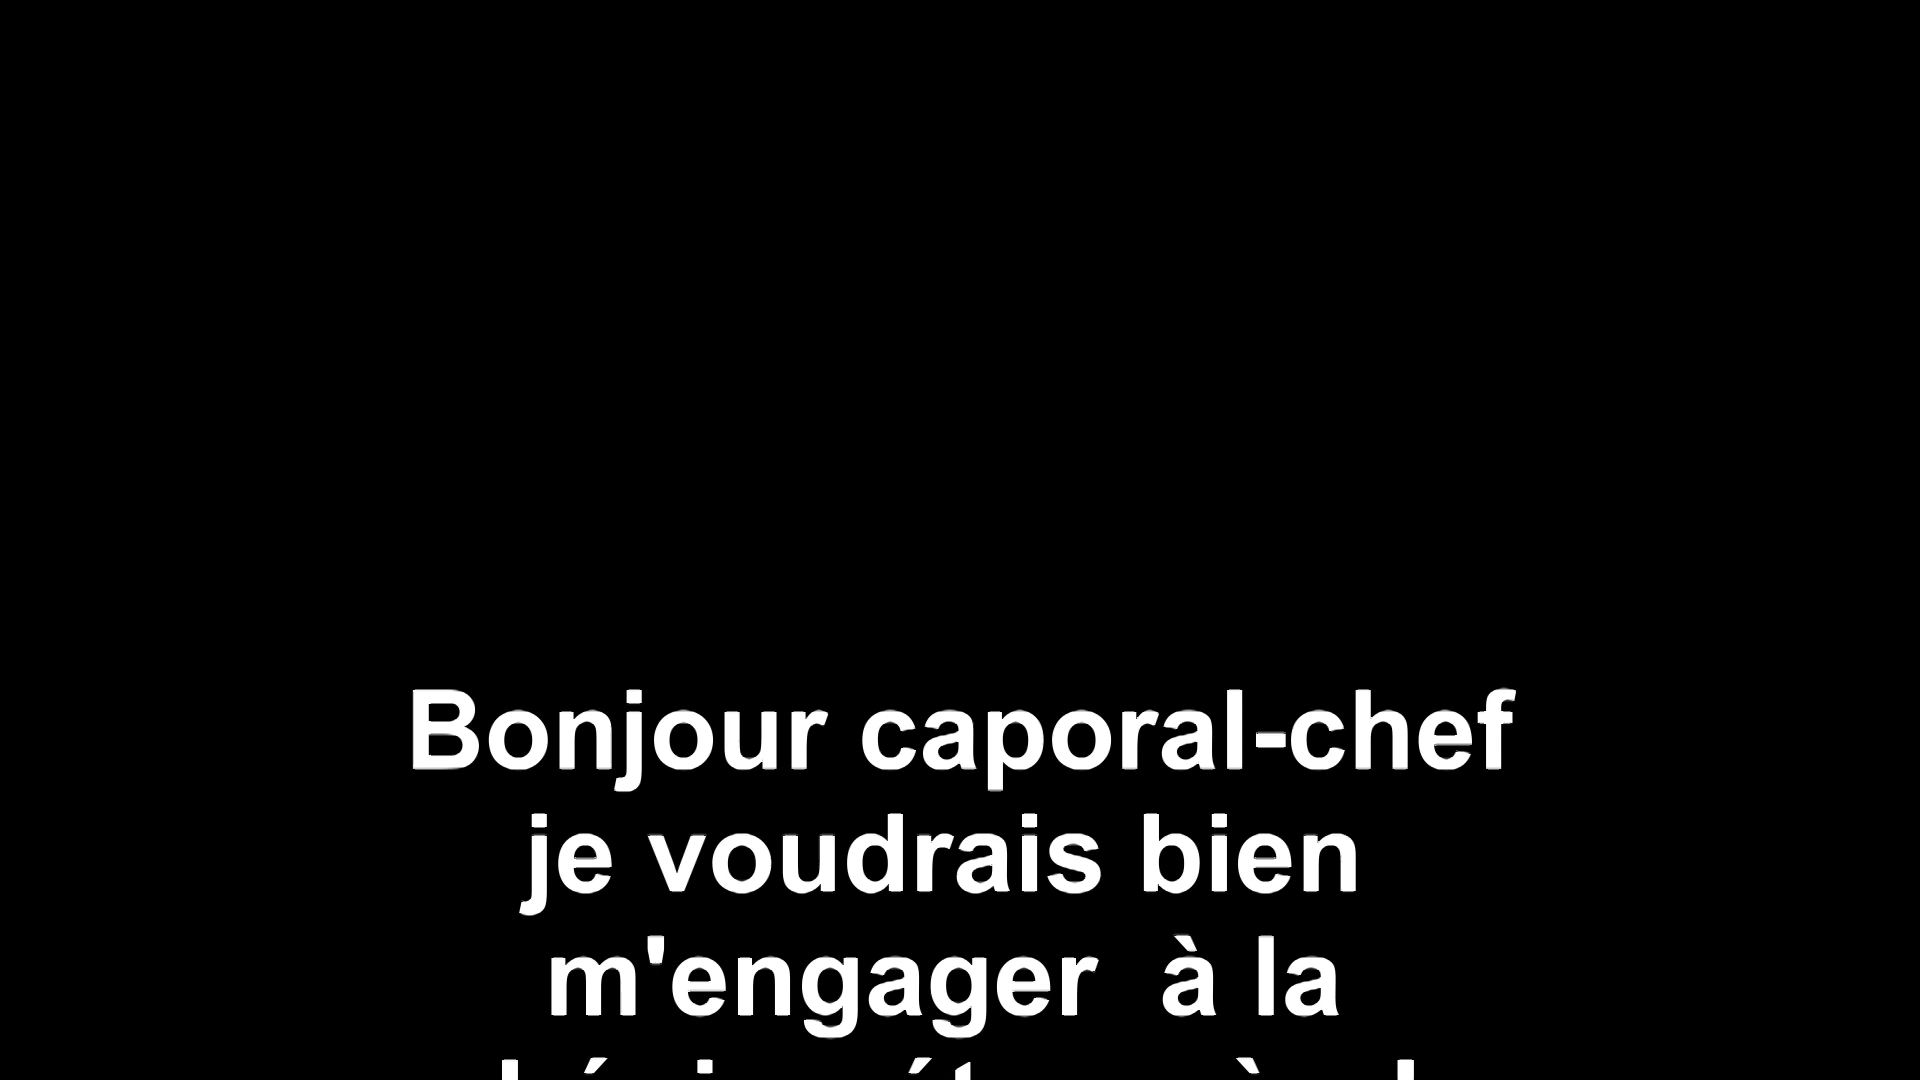 Bonjour caporal-chef
je voudrais bien
m'engager  à la